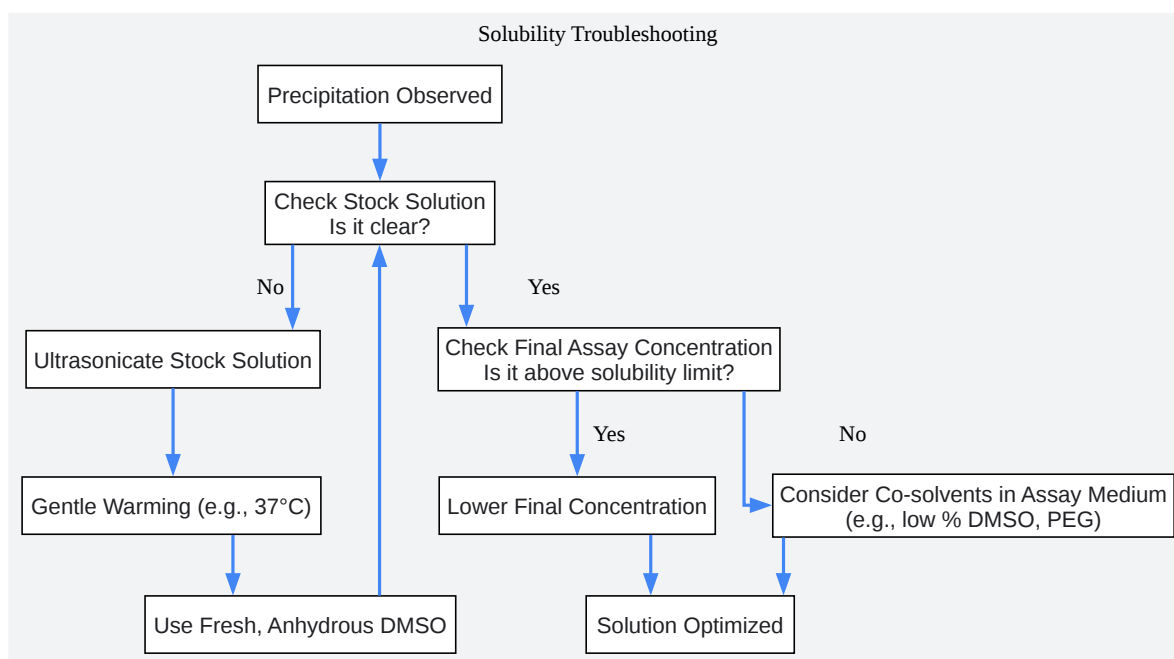 Solubility Troubleshooting
Precipitation Observed
Check Stock Solution
Is it clear?
No
Yes
Ultrasonicate Stock Solution
Check Final Assay Concentration
Is it above solubility limit?
Yes
No
Gentle Warming (e.g., 37°C)
Lower Final Concentration
Consider Co-solvents in Assay Medium
(e.g., low % DMSO, PEG)
Use Fresh, Anhydrous DMSO
Solution Optimized